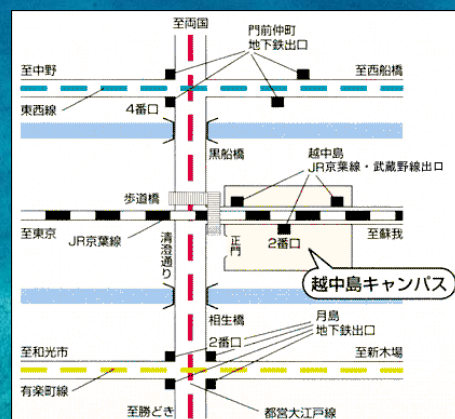 至両国
門前仲町
地下鉄出口
至中野
至西船橋
東西線
4番口
黒船橋
越中島
JR京葉線・武蔵野線出口
歩道橋
至東京
JR京葉線
清澄通り
正門
2番口
至蘇我
越中島キャンパス
相生橋
月島
地下鉄出口
2番口
至和光市
至新木場
有楽町線
至勝どき
都営大江戸線